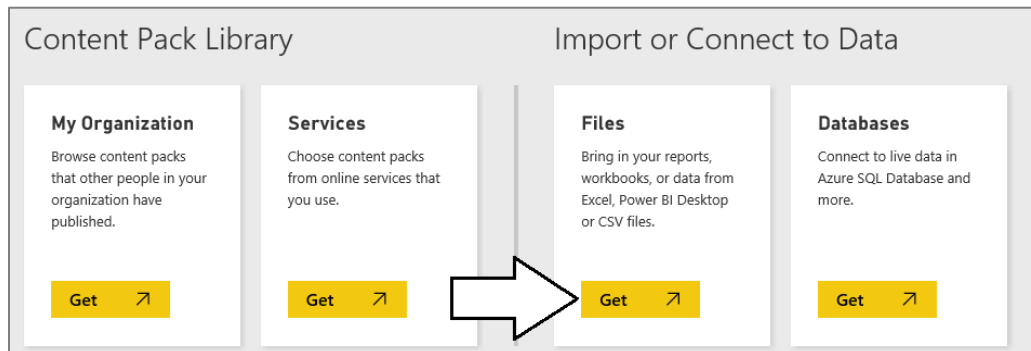 Content Pack Library
Import or Connect to Data
My Organization
Browse content packs
that other people in your
organization have
published.
Get
Services
Choose content packs
from online services that
you use.
Get
Files
Bring in your reports,
workbooks, or data from
Excel, Power BI Desktop
or CSV files.
Get
Databases
Connect to live data in
Azure SQL Database and
more.
Get